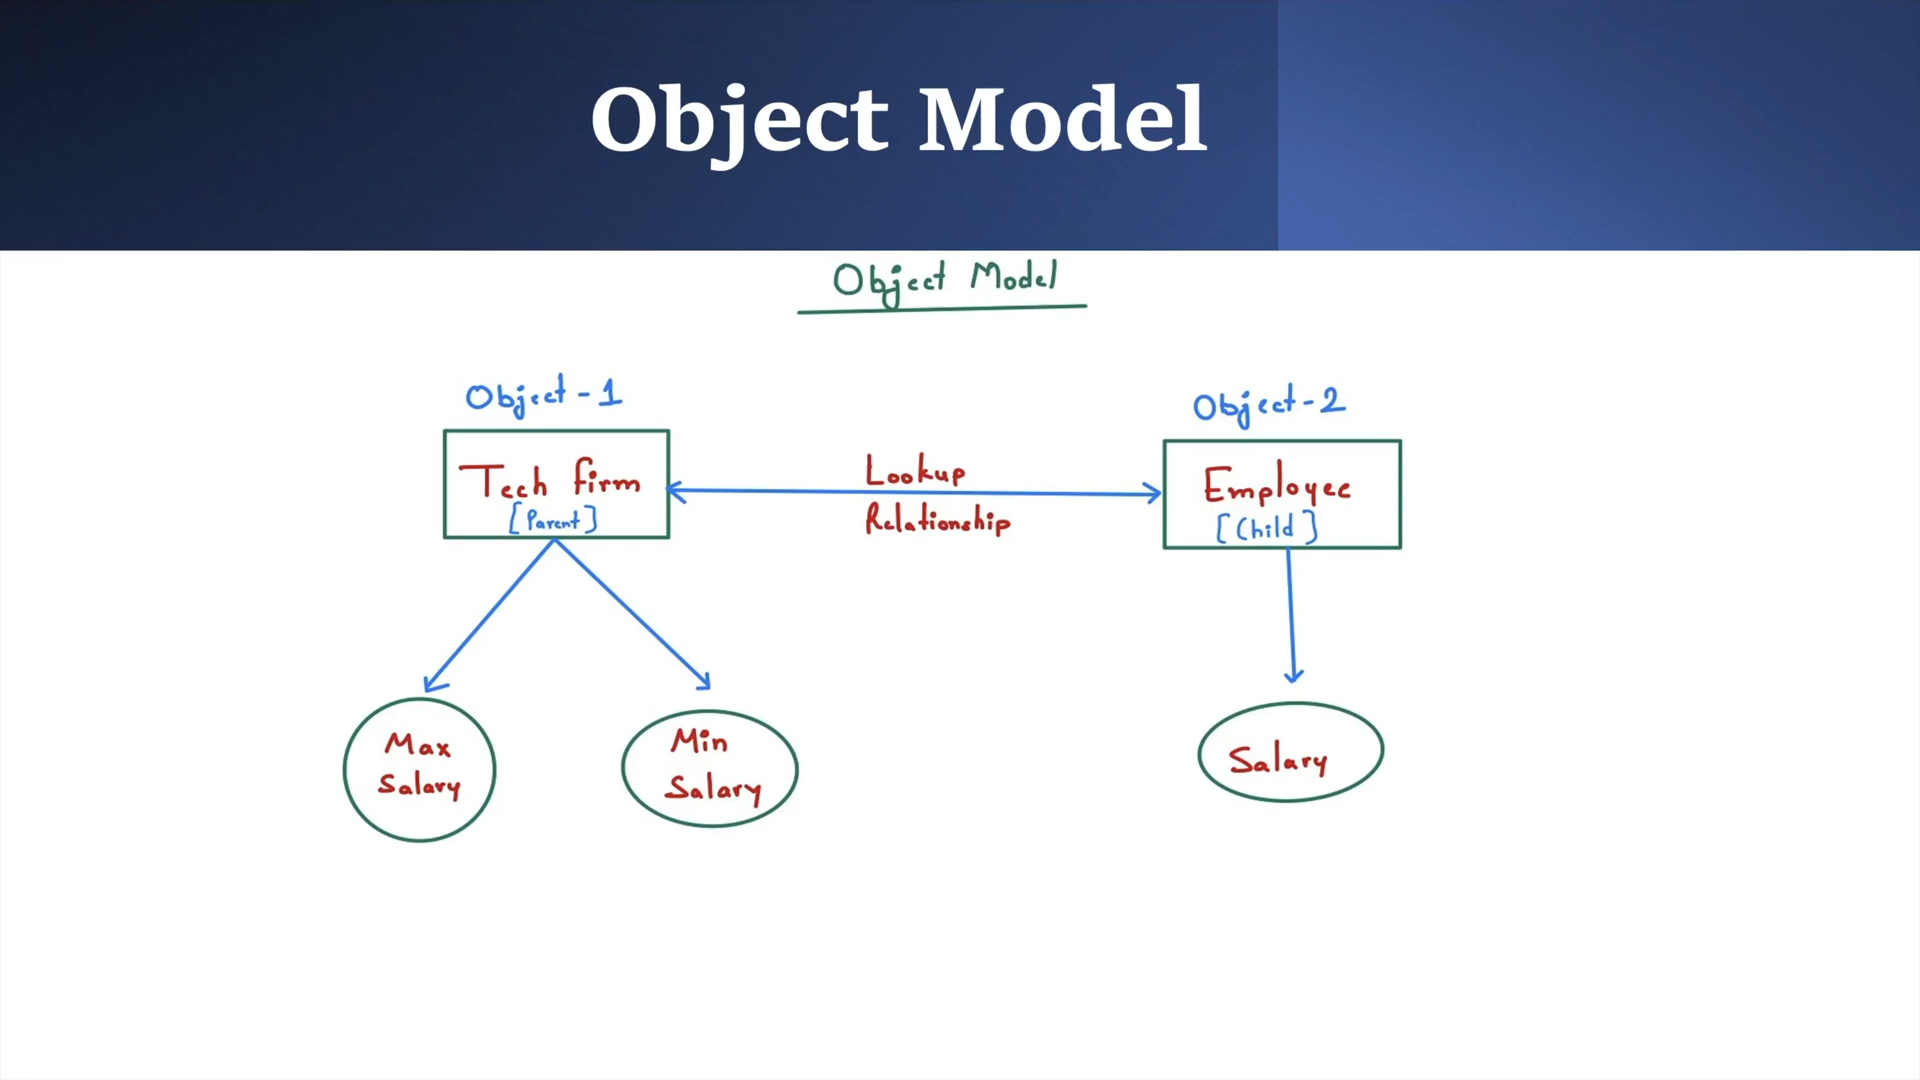 Object Model
Object Model
Object-1
Object-2
Tech firm
[Parent]
Lookup
Relationship
Employee
[Child]
Max
Salary
Min
Salary
Salary